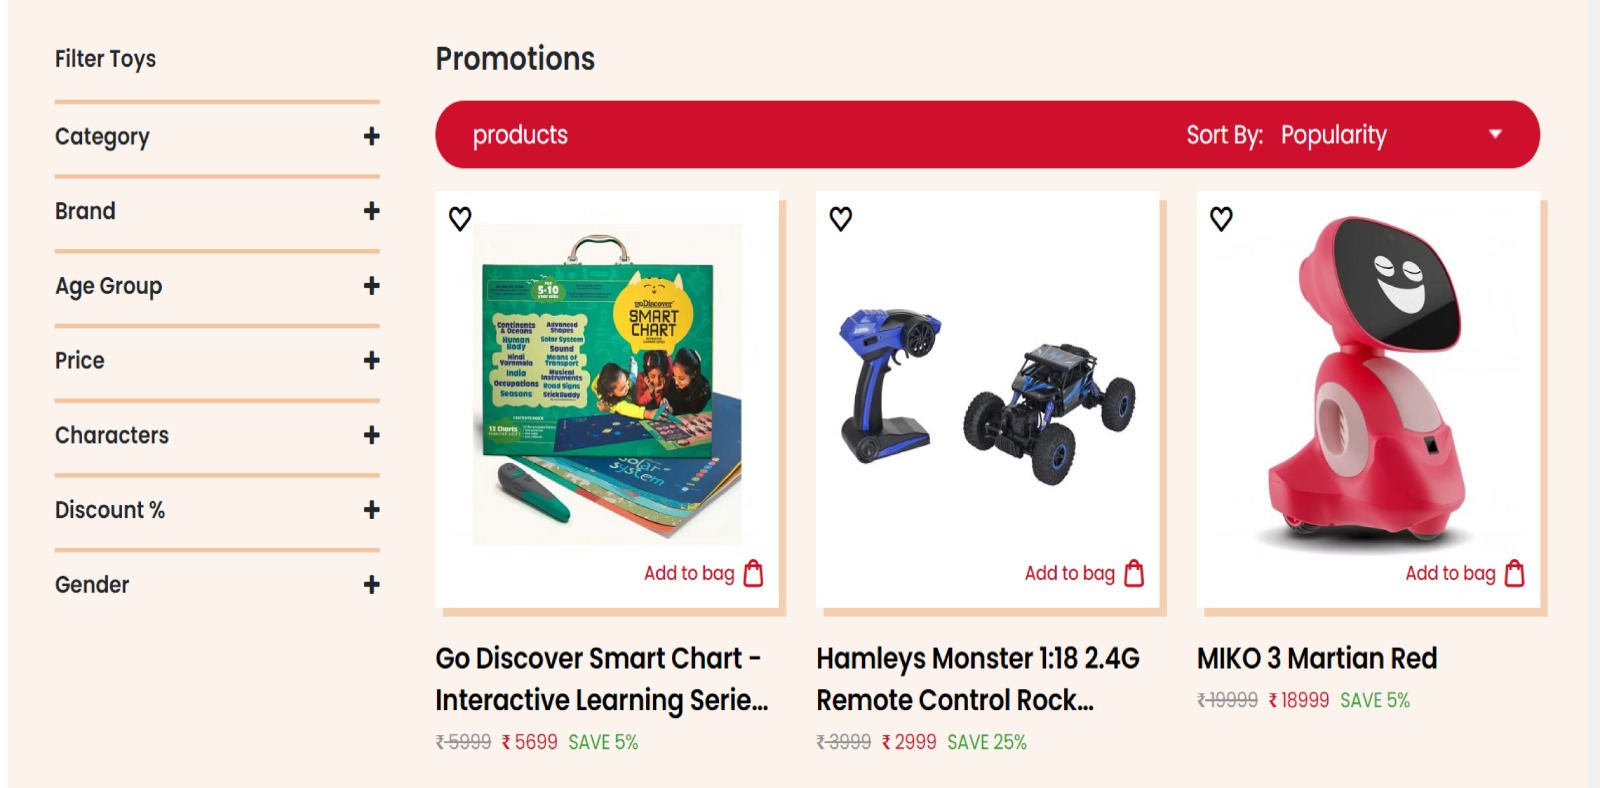 Filter Toys
Category
Brand
Age Group
Price
Characters
Discount %
Gender
Promotions
products
Sort By: Popularity
FOR
5-10
YEAR KIDS
goDiscover
SMART
CHART
Continents
& Oceans
Human
Body
Hindi
Varnmala
India
Occupations
Seasons
Advanced
Shapes
Solar System
Sound
Means of
Transport
Musical
Instruments
Road Signs
StickBuddy
12 Charts
solar
system
Add to bag
Go Discover Smart Chart -
Interactive Learning Serie...
₹ 5999 ₹ 5699 SAVE 5%
Add to bag
Hamleys Monster 1:18 2.4G
Remote Control Rock...
₹ 3999 ₹ 2999 SAVE 25%
Add to bag
MIKO 3 Martian Red
₹ 19999 ₹ 18999 SAVE 5%